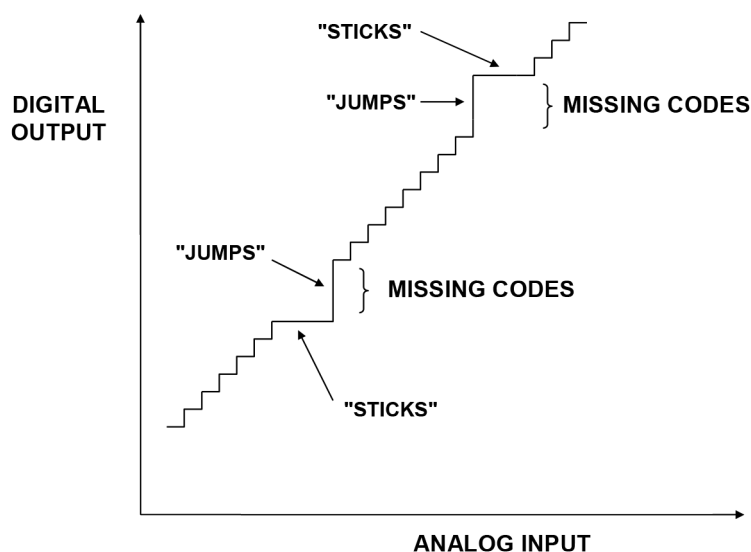 "STICKS"
DIGITAL
OUTPUT
"JUMPS"
MISSING CODES
"JUMPS"
MISSING CODES
"STICKS"
ANALOG INPUT